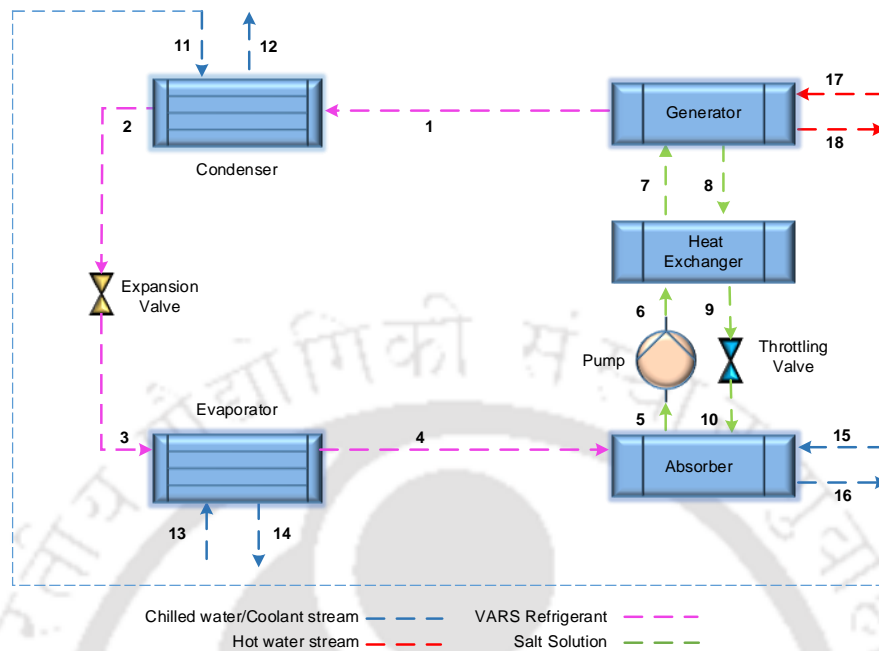 11 12
17
2 1 Generator
18
Condenser
7 8
Heat
Exchanger
Expansion
Valve
6 9
Pump
Throttling
Valve
Evaporator
5 10
3 4
15
Absorber
16
13 14
Chilled water/Coolant stream
VARS Refrigerant
Hot water stream
Salt Solution